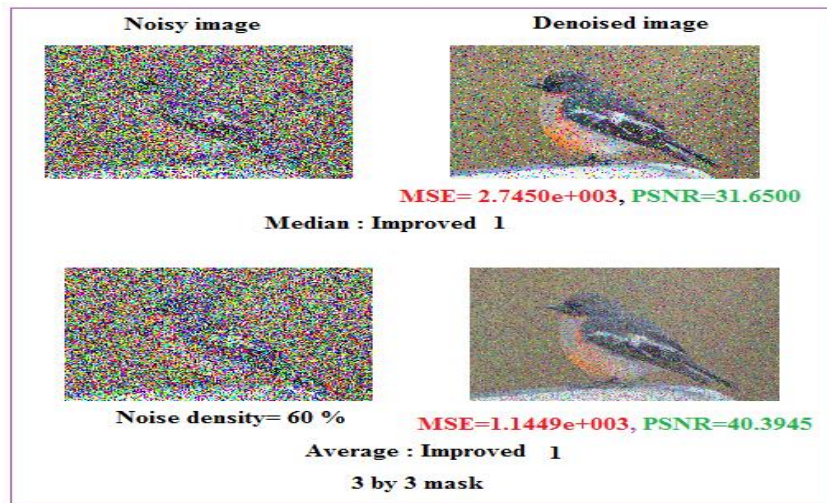 Noisy image Denoised image
MSE= 2.7450e+003, PSNR=31.6500
Median : Improved 1
Noise density= 60 %
MSE=1.1449e+003, PSNR=40.3945
Average : Improved 1
3 by 3 mask